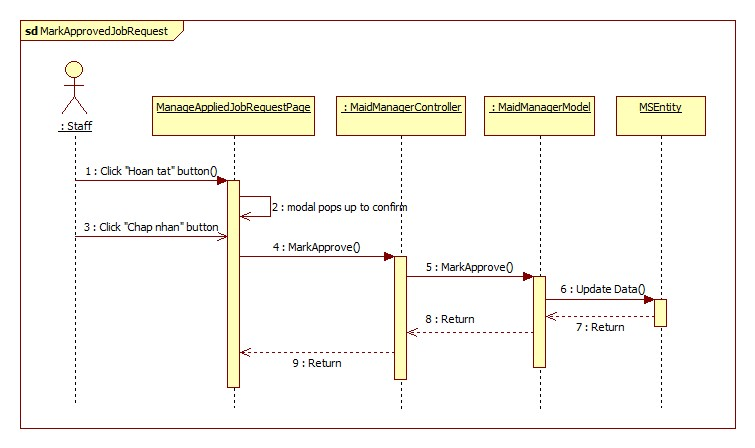 sd MarkApprovedJobRequest
: Staff
ManageAppliedJobRequestPage
: MaidManagerController
: MaidManagerModel
MSEntity
1 : Click "Hoan tat" button()
2 : modal pops up to confirm
3 : Click "Chap nhan" button
4 : MarkApprove()
5 : MarkApprove()
6 : Update Data()
7 : Return
8 : Return
9 : Return